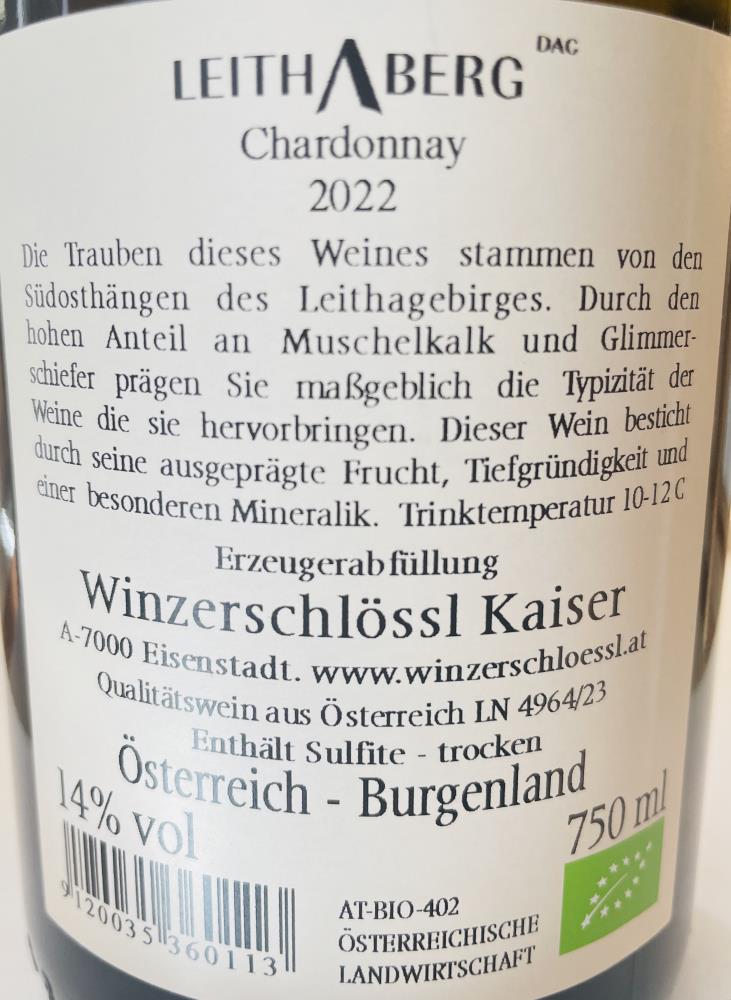 LEITHABERG DAC
Chardonnay
2022
Die Trauben dieses Weines stammen von den
Südosthängen des Leithagebirges. Durch den
hohen Anteil an Muschelkalk und Glimmer-
schiefer prägen Sie maßgeblich die Typizität der
Weine die sie hervorbringen. Dieser Wein besticht
durch seine ausgeprägte Frucht, Tiefgründigkeit und
einer besonderen Mineralik. Trinktemperatur 10-12 C
Erzeugerabfüllung
Winzerschlössl Kaiser
A-7000 Eisenstadt. www.winzerschloessl.at
Qualitätswein aus Österreich LN 4964/23
Enthält Sulfite - trocken
Österreich - Burgenland
14% vol
750 ml
9120035360113
AT-BIO-402
ÖSTERREICHISCHE
LANDWIRTSCHAFT